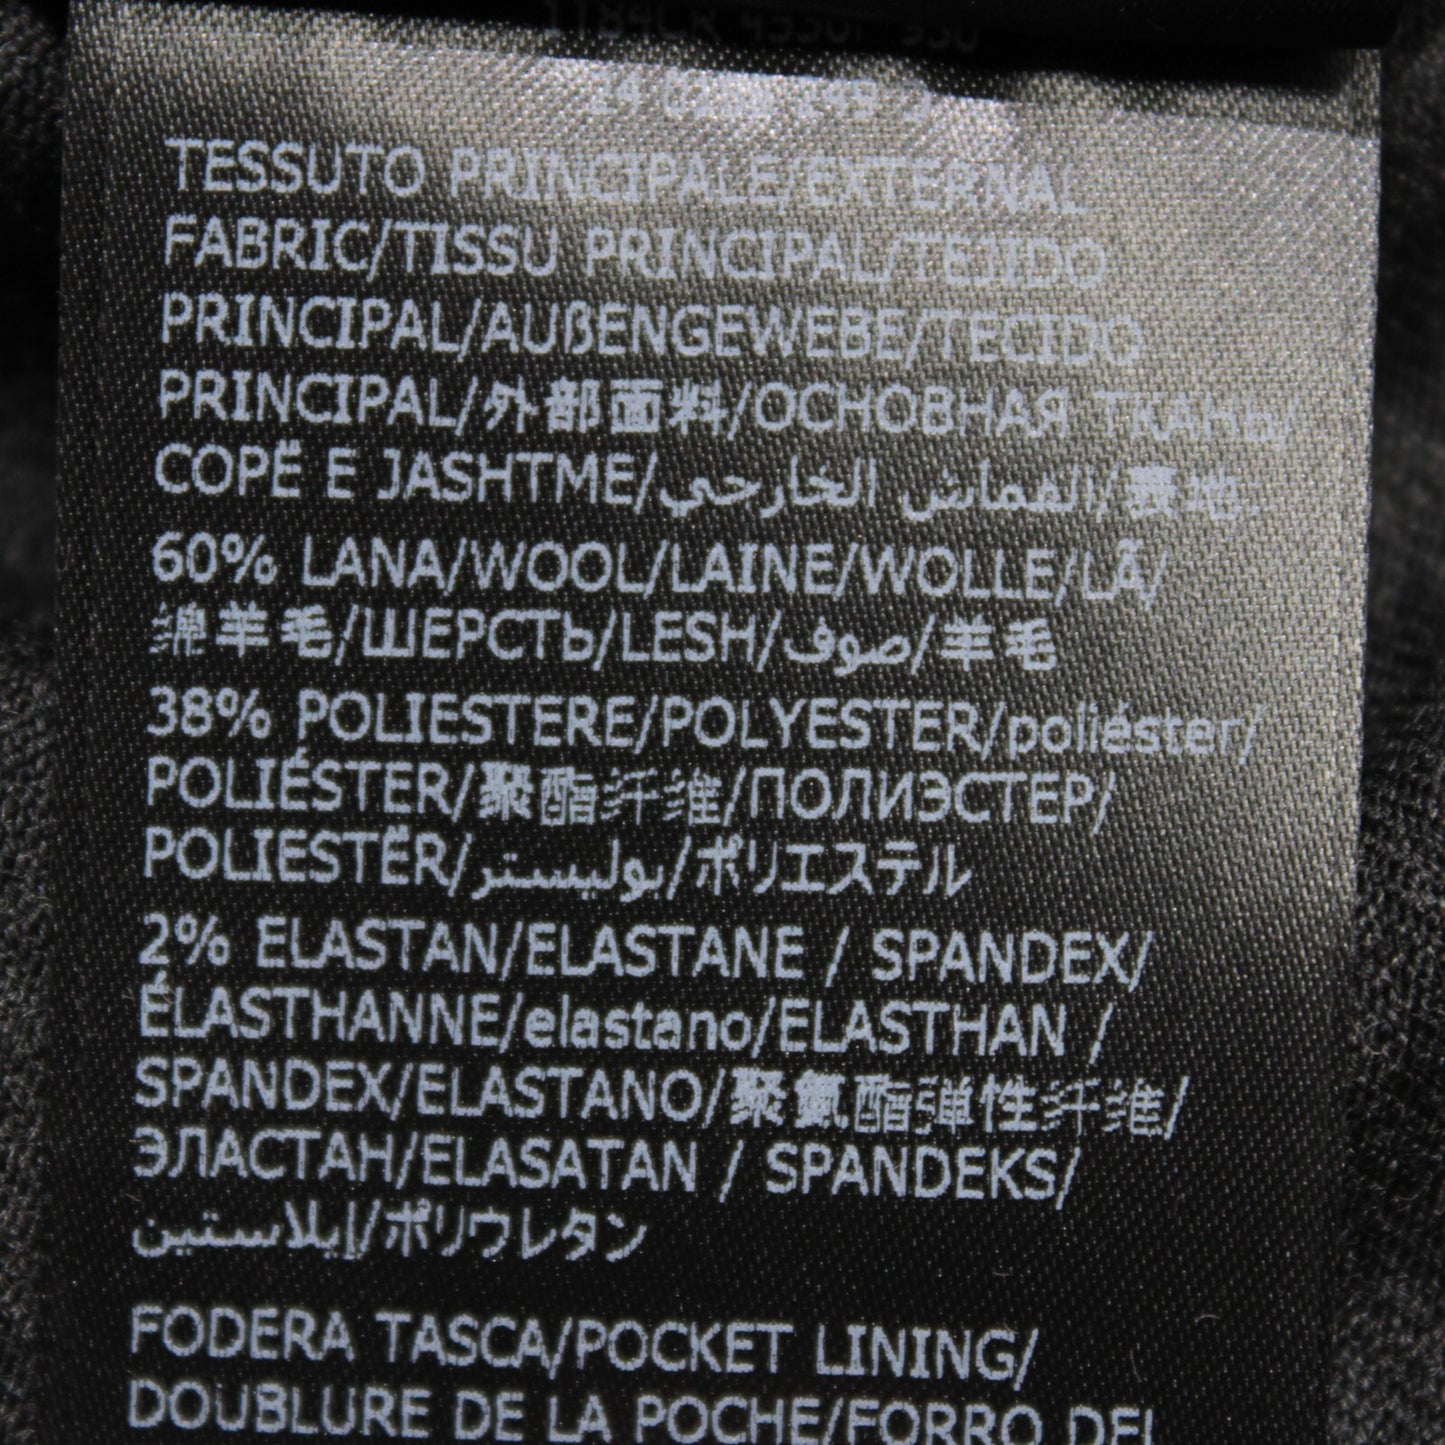 TESSUTO PRINCIPALE/EXTERNAL
FABRIC/TISSU PRINCIPAL/TEJIDO
PRINCIPAL/AUßENGEWEBE/TECIDO
PRINCIPAL/外部面料/ОСНОВНАЯ ТКАНЬ/
COPË E JASHTME/القماش الخارجي/表地
60% LANA/WOOL/LAINE/WOLLE/LÃ/
绵羊毛/ШЕРСТЬ/LESH/صوف/羊毛
38% POLIESTERE/POLYESTER/poliéster/
POLIÉSTER/聚酯纤维/ПОЛИЭСТЕР/
POLIESTËR/بوليستر/ポリエステル
2% ELASTAN/ELASTANE / SPANDEX/
ÉLASTHANNE/elastano/ELASTHAN /
SPANDEX/ELASTANO/聚氨酯弹性纤维/
ЭЛАСТАН/ELASATAN / SPANDEKS/
إيلاستين/ポリウレタン
FODERA TASCA/POCKET LINING/
DOUBLURE DE LA POCHE/FORRO DEL